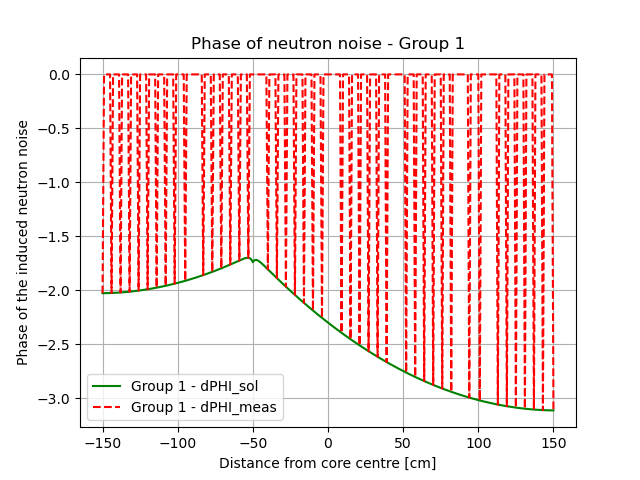 Phase of neutron noise - Group 1
Phase of the induced neutron noise
0.0
−0.5
−1.0
−1.5
−2.0
−2.5
−3.0
Group 1 - dPHI_sol
Group 1 - dPHI_meas
−150
−100
−50
0
50
100
150
Distance from core centre [cm]